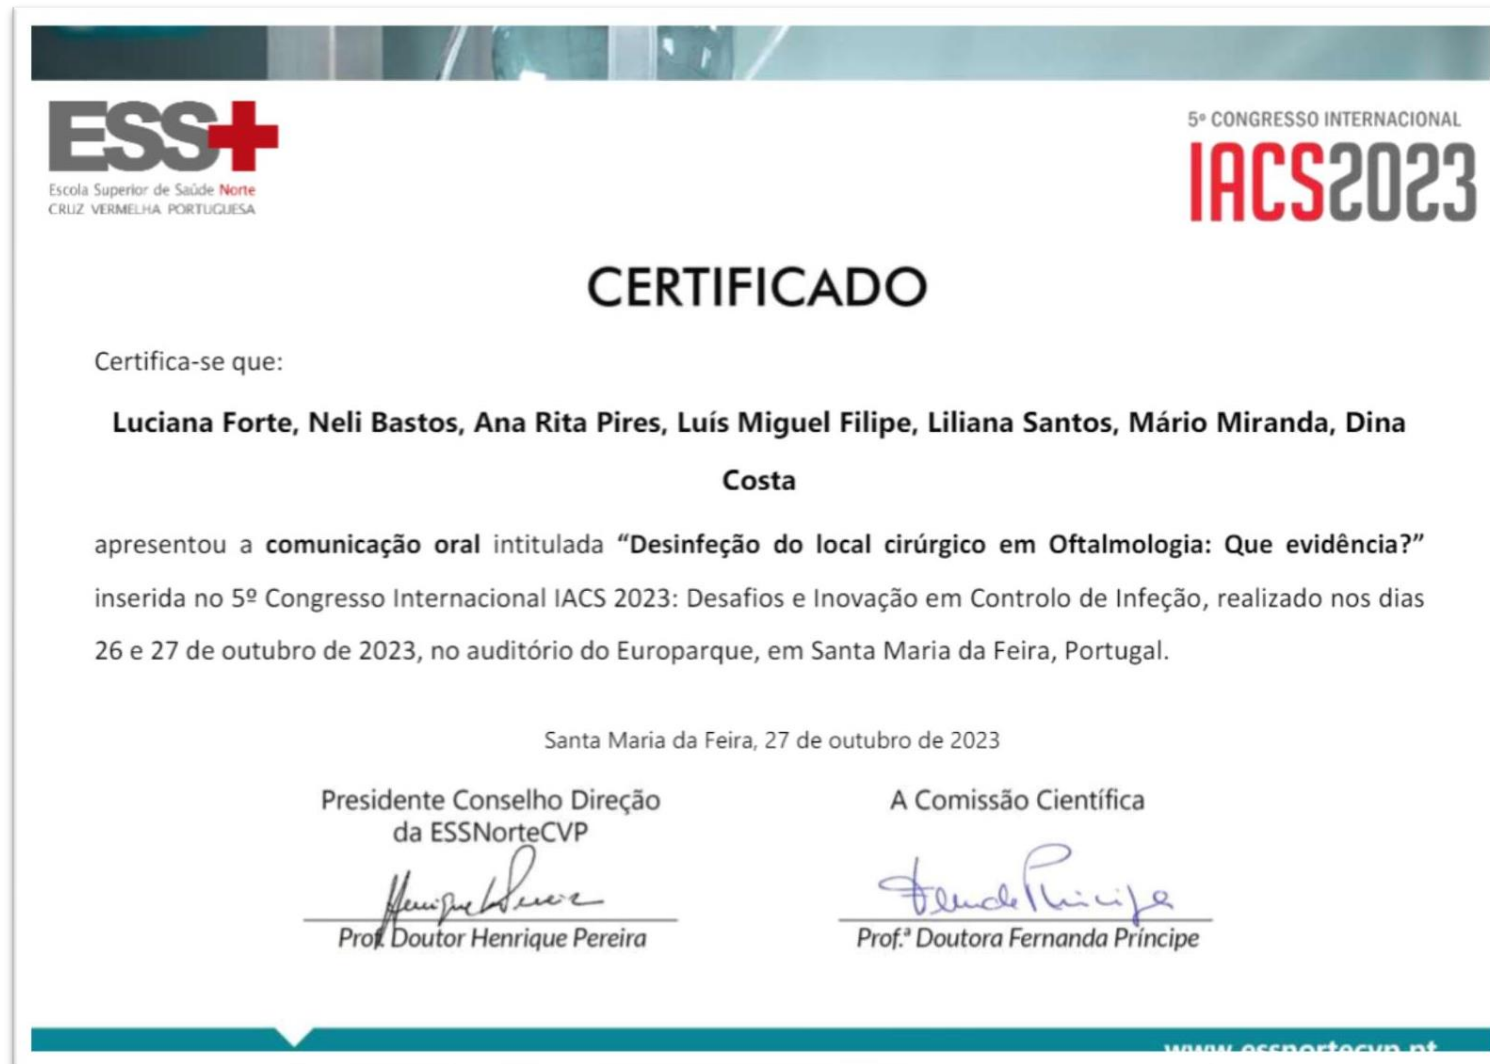 ESS+
Escola Superior de Saúde Norte
CRUZ VERMELHA PORTUGUESA
5º CONGRESSO INTERNACIONAL
IACS2023
CERTIFICADO
Certifica-se que:
Luciana Forte, Neli Bastos, Ana Rita Pires, Luís Miguel Filipe, Liliana Santos, Mário Miranda, Dina
Costa
apresentou a comunicação oral intitulada “Desinfeção do local cirúrgico em Oftalmologia: Que evidência?”
inserida no 5º Congresso Internacional IACS 2023: Desafios e Inovação em Controlo de Infeção, realizado nos dias
26 e 27 de outubro de 2023, no auditório do Europarque, em Santa Maria da Feira, Portugal.
Santa Maria da Feira, 27 de outubro de 2023
Presidente Conselho Direção
da ESSNorteCVP
Prof. Doutor Henrique Pereira
A Comissão Científica
Prof.ª Doutora Fernanda Príncipe
www.essnortecvp.pt